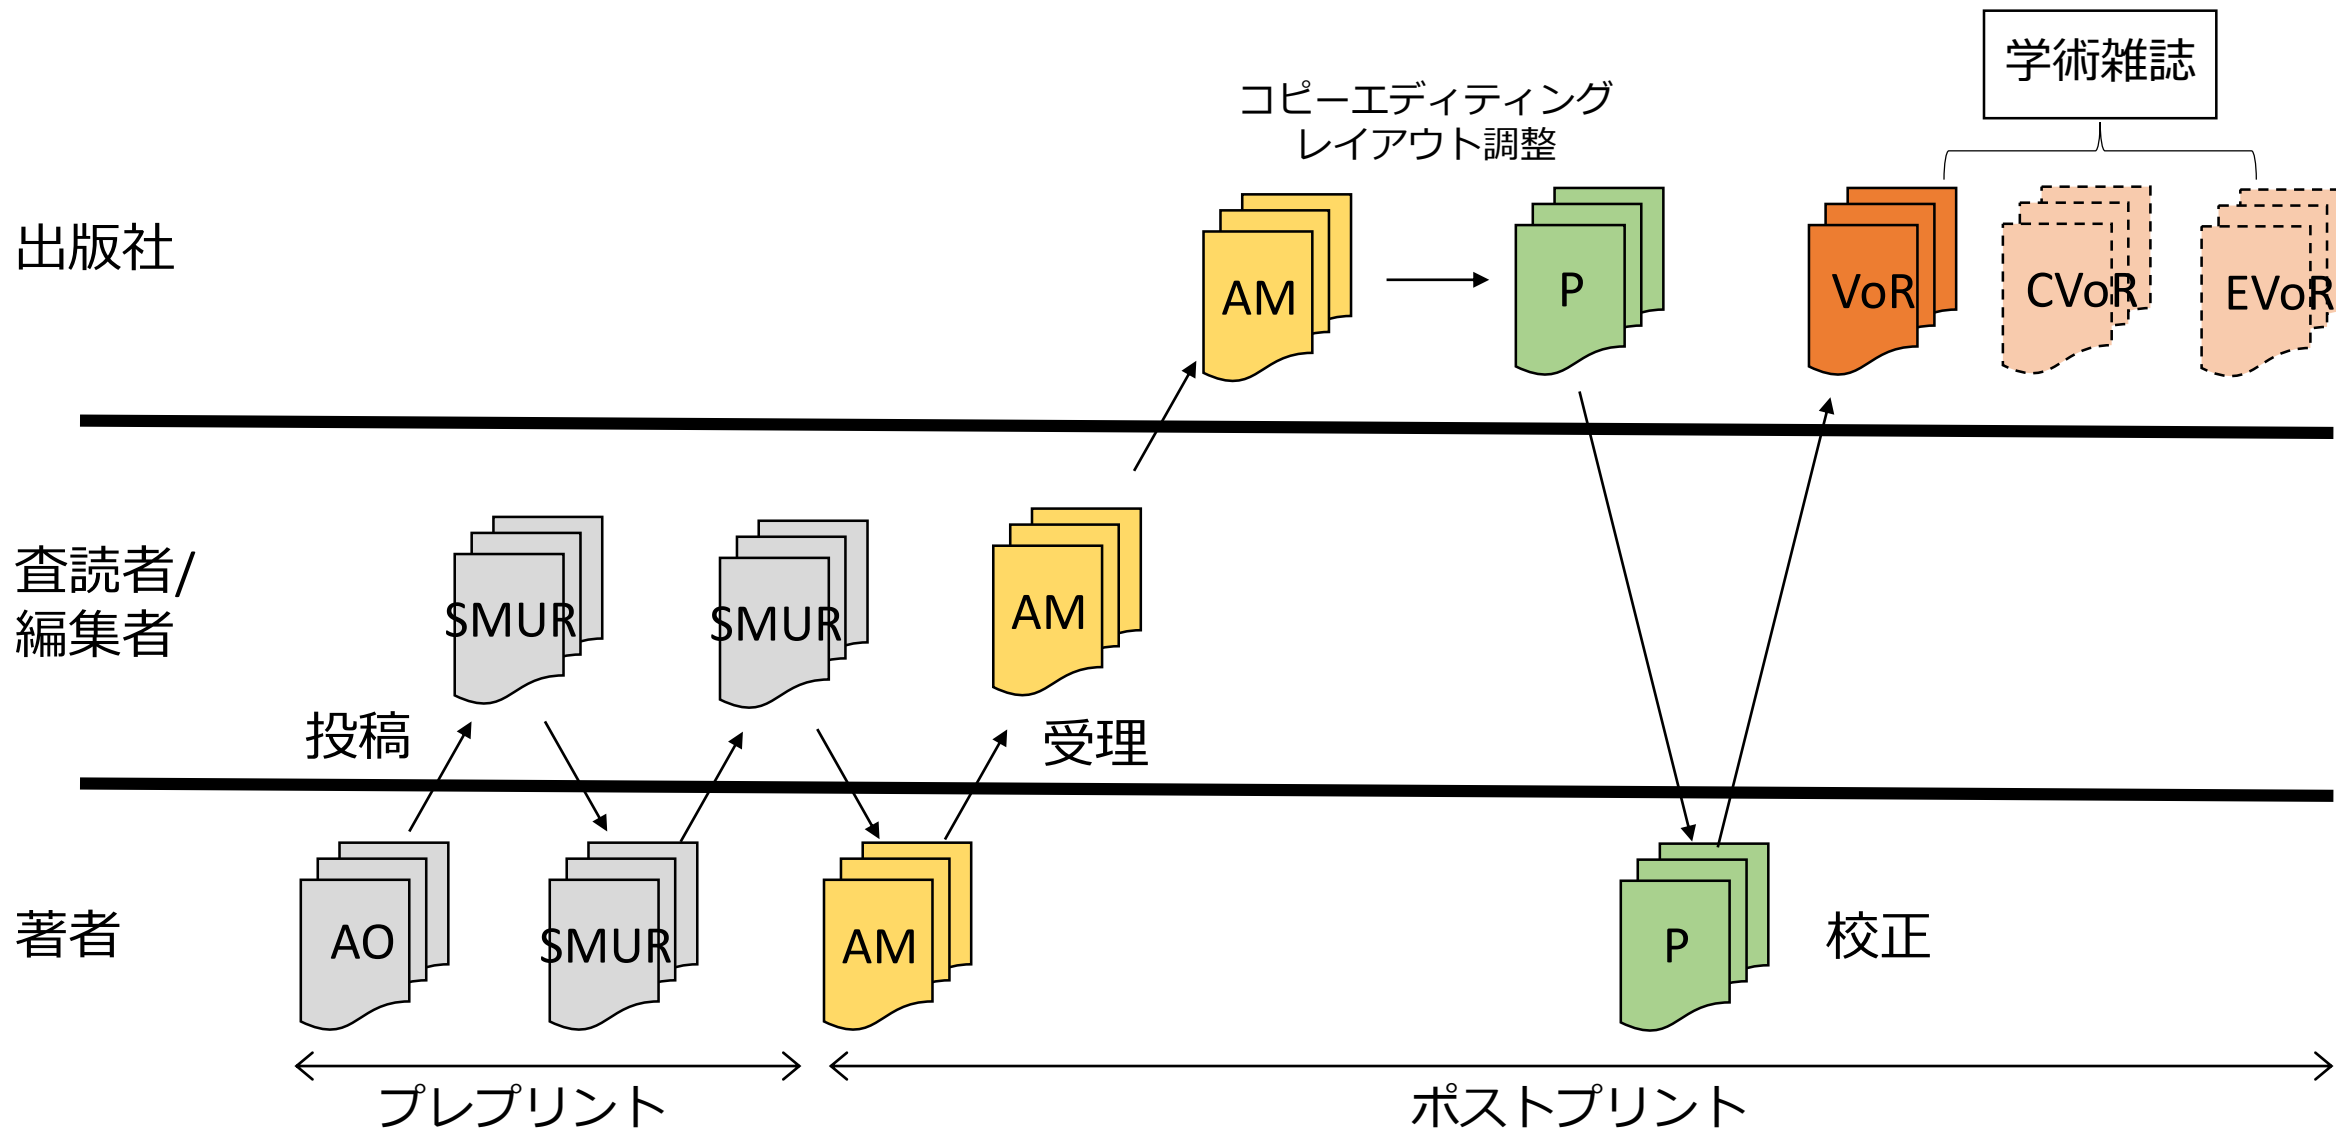 学術雑誌
コピーエディティング
レイアウト調整
出版社
AM
P
VoR
CVoR
EVoR
査読者/
編集者
SMUR
SMUR
AM
投稿
受理
著者
AO
SMUR
AM
P
校正
プレプリント
ポストプリント